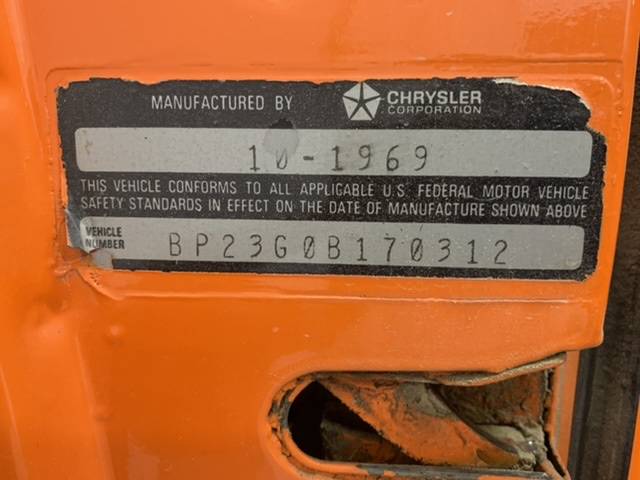 MANUFACTURED BY CHRYSLER CORPORATION
10-1969
THIS VEHICLE CONFORMS TO ALL APPLICABLE U.S. FEDERAL MOTOR VEHICLE
SAFETY STANDARDS IN EFFECT ON THE DATE OF MANUFACTURE SHOWN ABOVE
VEHICLE NUMBER BP23G0B170312